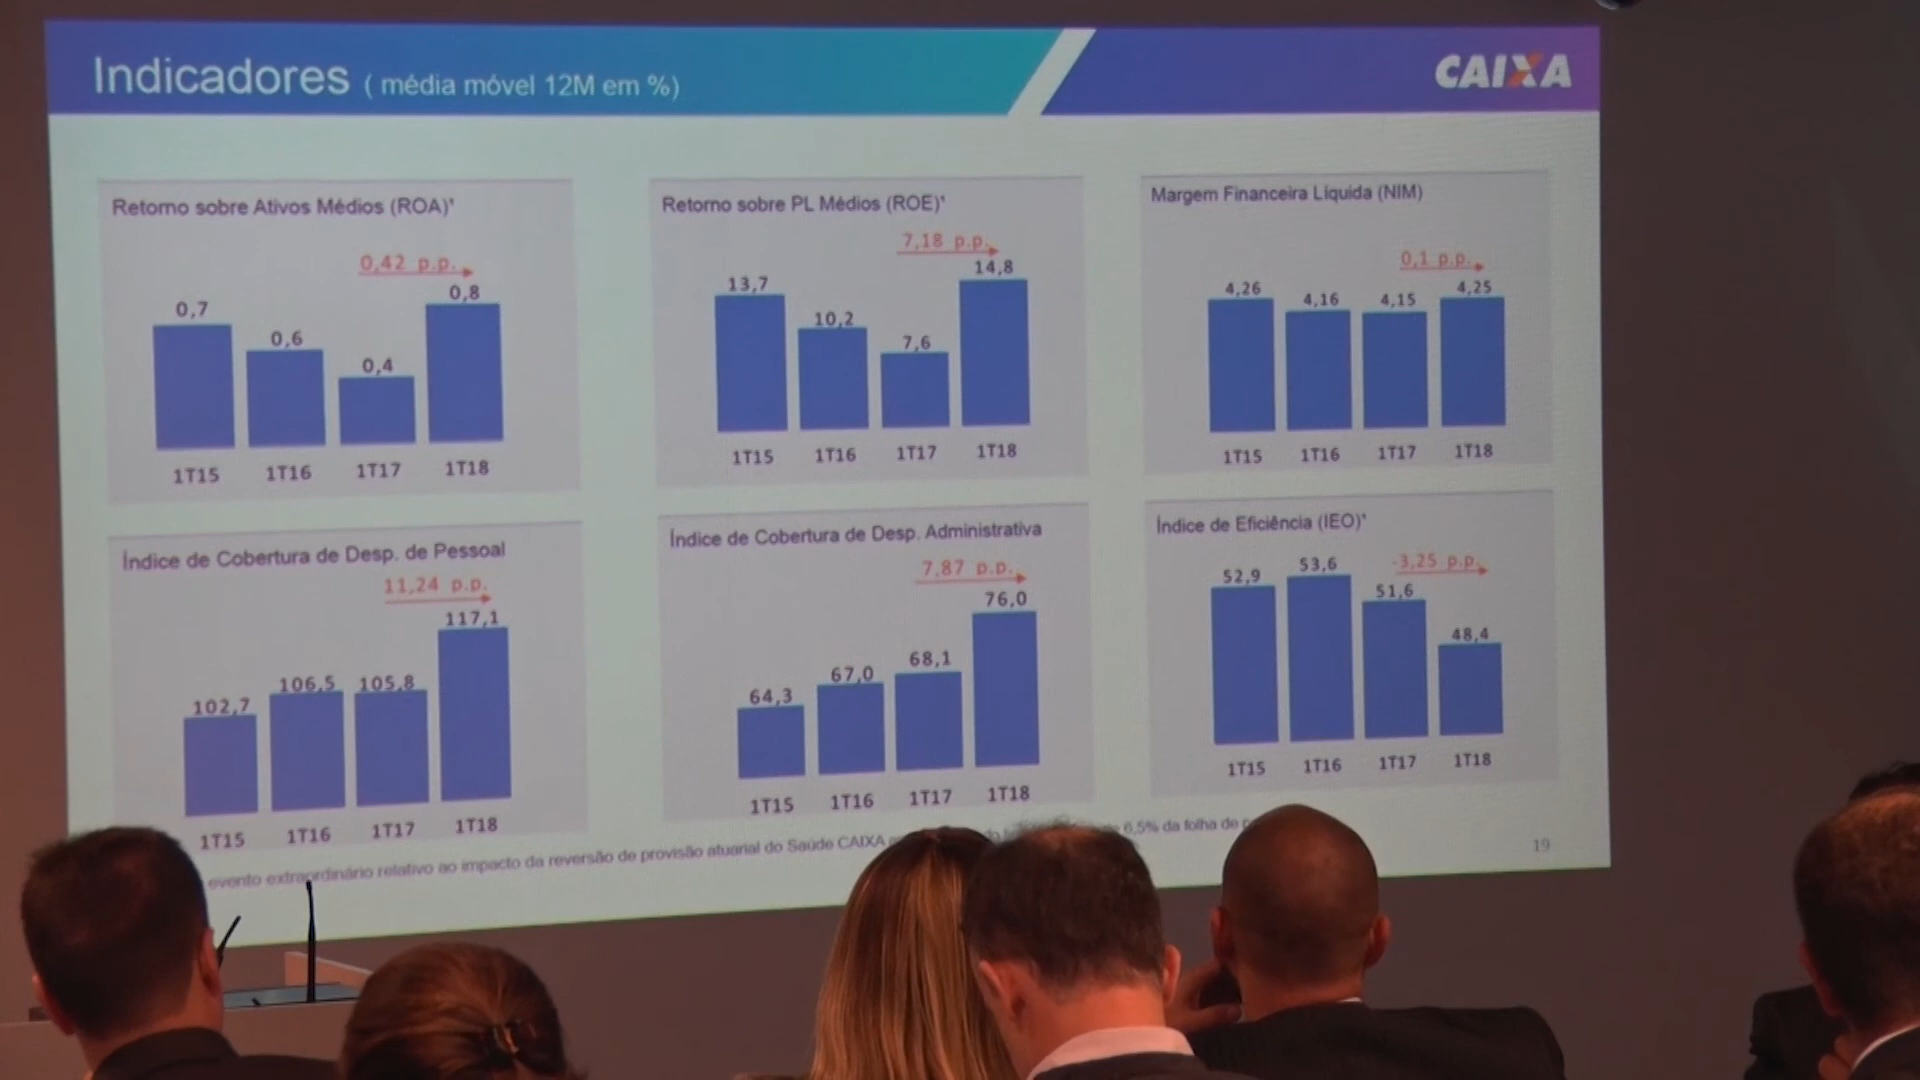 Indicadores ( média móvel 12M em %)
CAIXA
Retorno sobre Ativos Médios (ROA)¹
0,42 p.p.
0,7
0,6
0,4
0,8
1T15 1T16 1T17 1T18
Retorno sobre PL Médios (ROE)¹
7,18 p.p.
13,7
10,2
7,6
14,8
1T15 1T16 1T17 1T18
Margem Financeira Líquida (NIM)
0,1 p.p.
4,26
4,16
4,15
4,25
1T15 1T16 1T17 1T18
Índice de Cobertura de Desp. de Pessoal
11,24 p.p.
102,7
106,5
105,8
117,1
1T15 1T16 1T17 1T18
Índice de Cobertura de Desp. Administrativa
7,87 p.p.
64,3
67,0
68,1
76,0
1T15 1T16 1T17 1T18
Índice de Eficiência (IEO)¹
-3,25 p.p.
52,9
53,6
51,6
48,4
1T15 1T16 1T17 1T18
evento extraordinário relativo ao impacto da reversão de provisão atuarial do Saúde CAIXA 6,5% da folha de
19